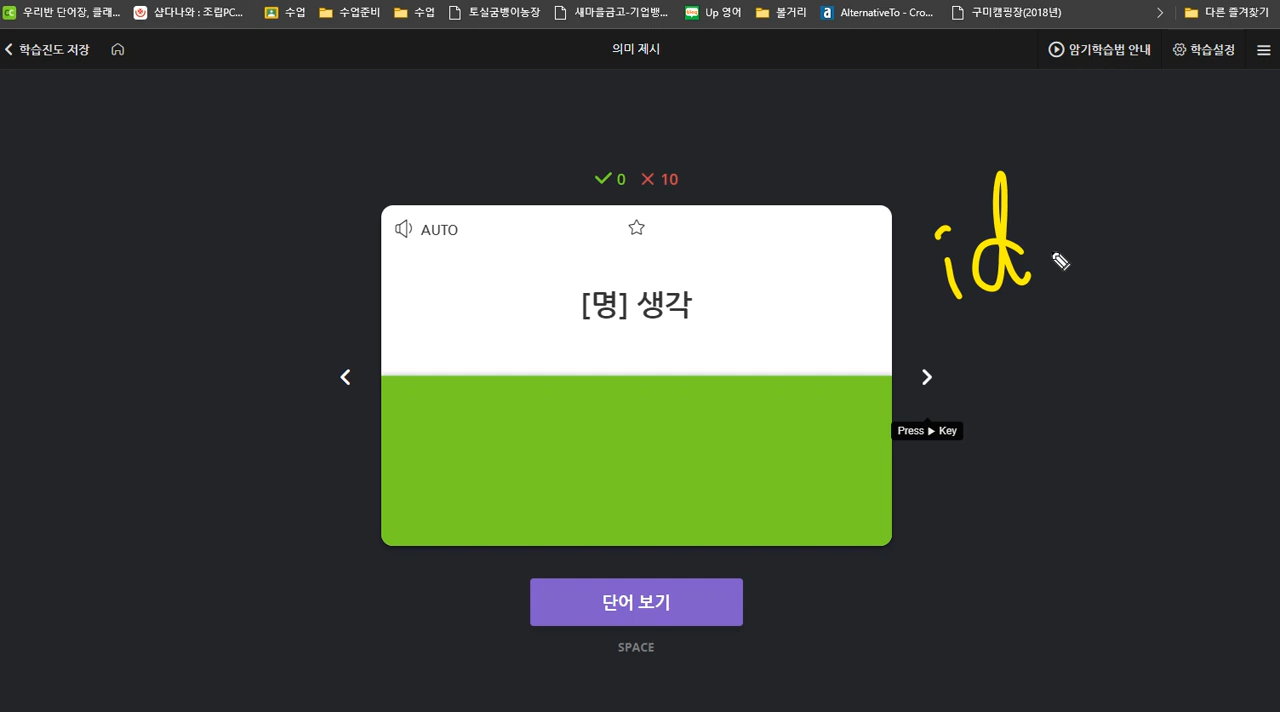 우리반 단어장, 클래... 샵다나와 : 조립PC... 수업 수업준비 수업 토실굼벵이농장 새마을금고-기업뱅... Up 영어 볼거리 AlternativeTo - Cro... 구미캠핑장(2018년) 다른 즐겨찾기
학습진도 저장 의미 제시 암기학습법 안내 학습설정
0 10
AUTO
[명] 생각
id
Press ▶ Key
단어 보기
SPACE